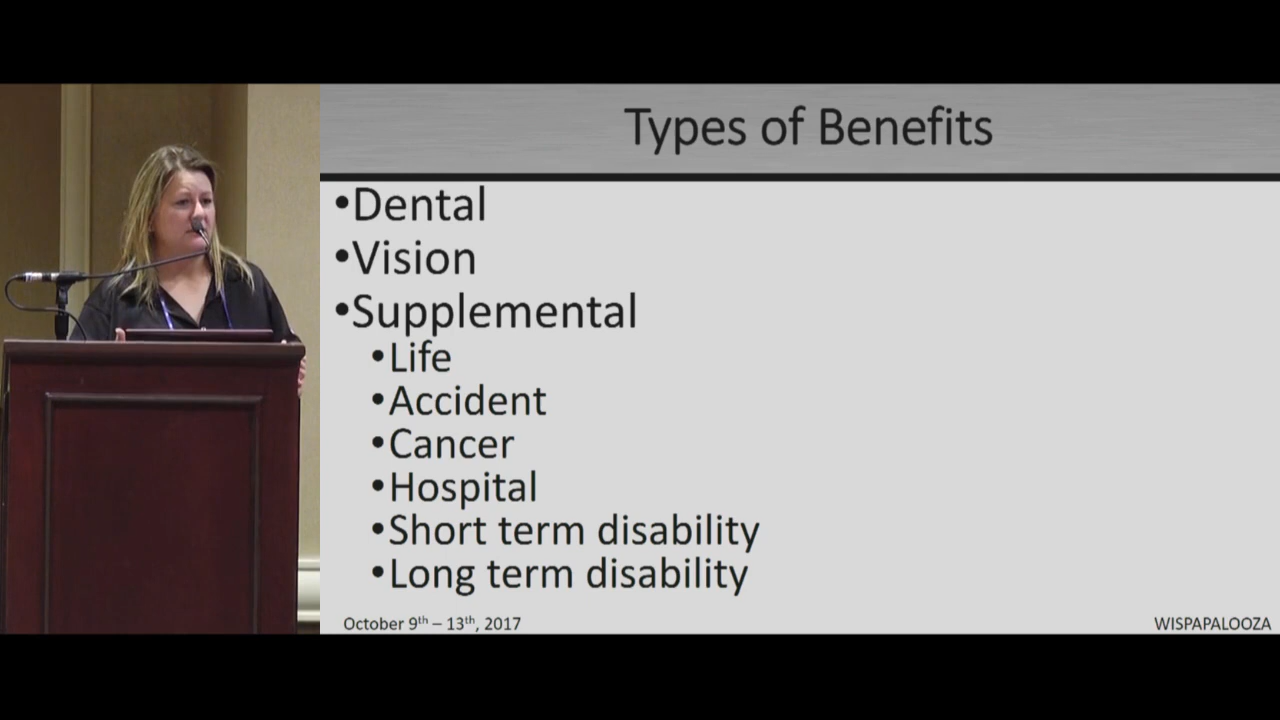 Types of Benefits
•Dental
•Vision
•Supplemental
•Life
•Accident
•Cancer
•Hospital
•Short term disability
•Long term disability
October 9th – 13th, 2017
WISPAPALOOZA